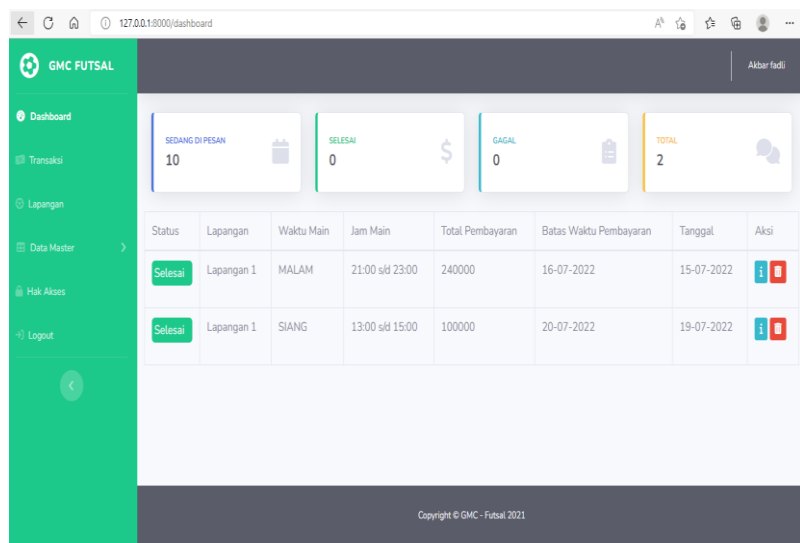 127.0.0.1:8000/dashboard
GMC FUTSAL
Akbar fadli
Dashboard
Transaksi
Lapangan
Data Master
Hak Akses
Logout
SEDANG DI PESAN
10
SELESAI
0
GAGAL
0
TOTAL
2
Status Lapangan Waktu Main Jam Main Total Pembayaran Batas Waktu Pembayaran Tanggal Aksi
Selesai Lapangan 1 MALAM 21:00 s/d 23:00 240000 16-07-2022 15-07-2022
Selesai Lapangan 1 SIANG 13:00 s/d 15:00 100000 20-07-2022 19-07-2022
Copyright © GMC - Futsal 2021